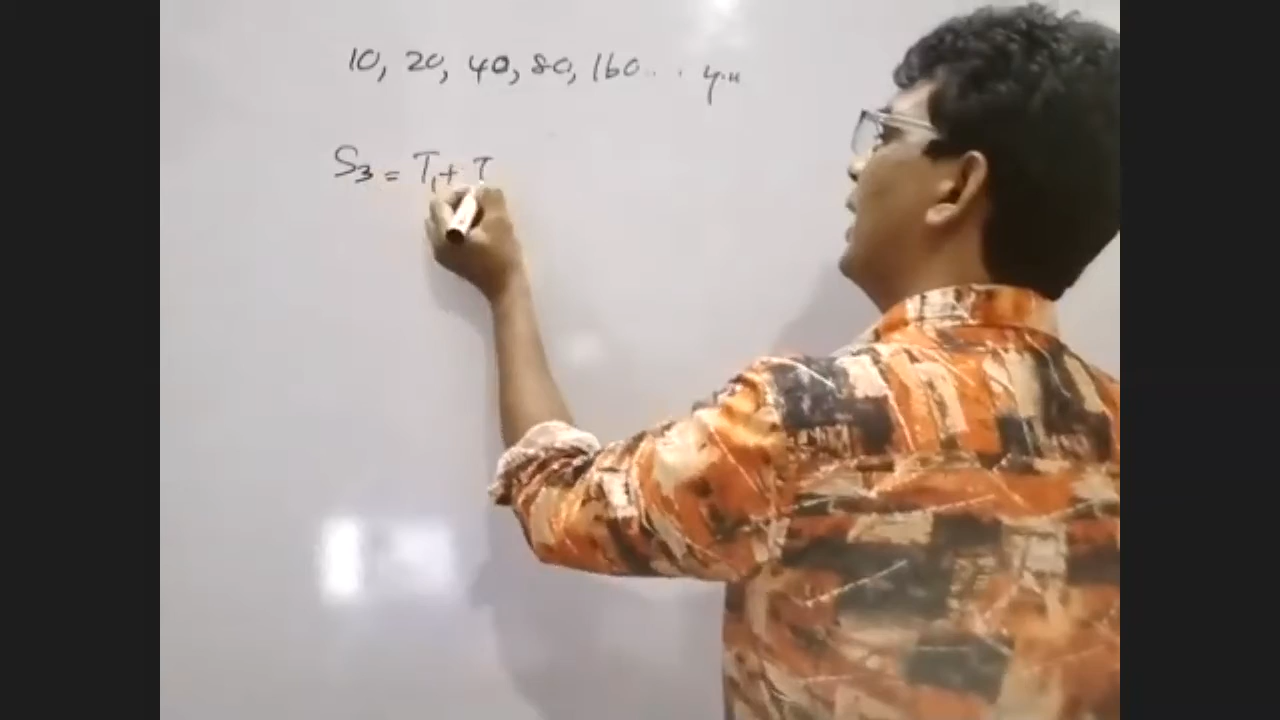 10, 20, 40, 80, 160 . . .
S₃ = T₁ + T